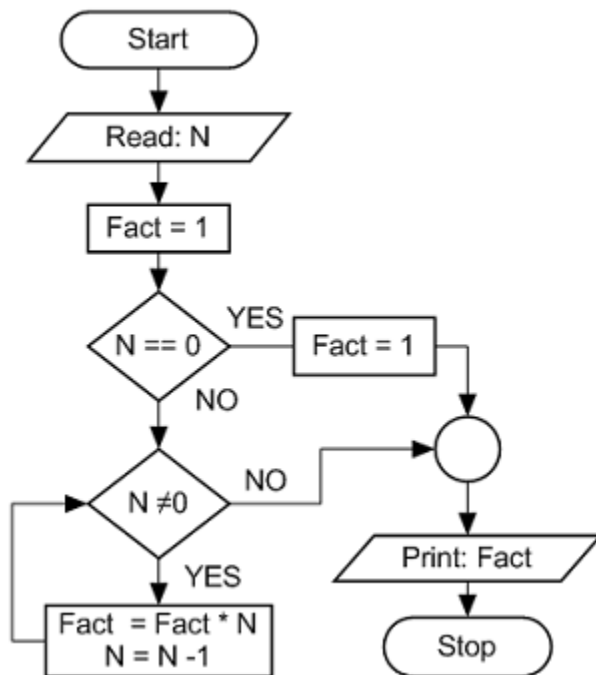 Start
Read: N
Fact = 1
N == 0
YES
Fact = 1
NO
N ≠0
NO
YES
Fact = Fact * N
N = N -1
Print: Fact
Stop